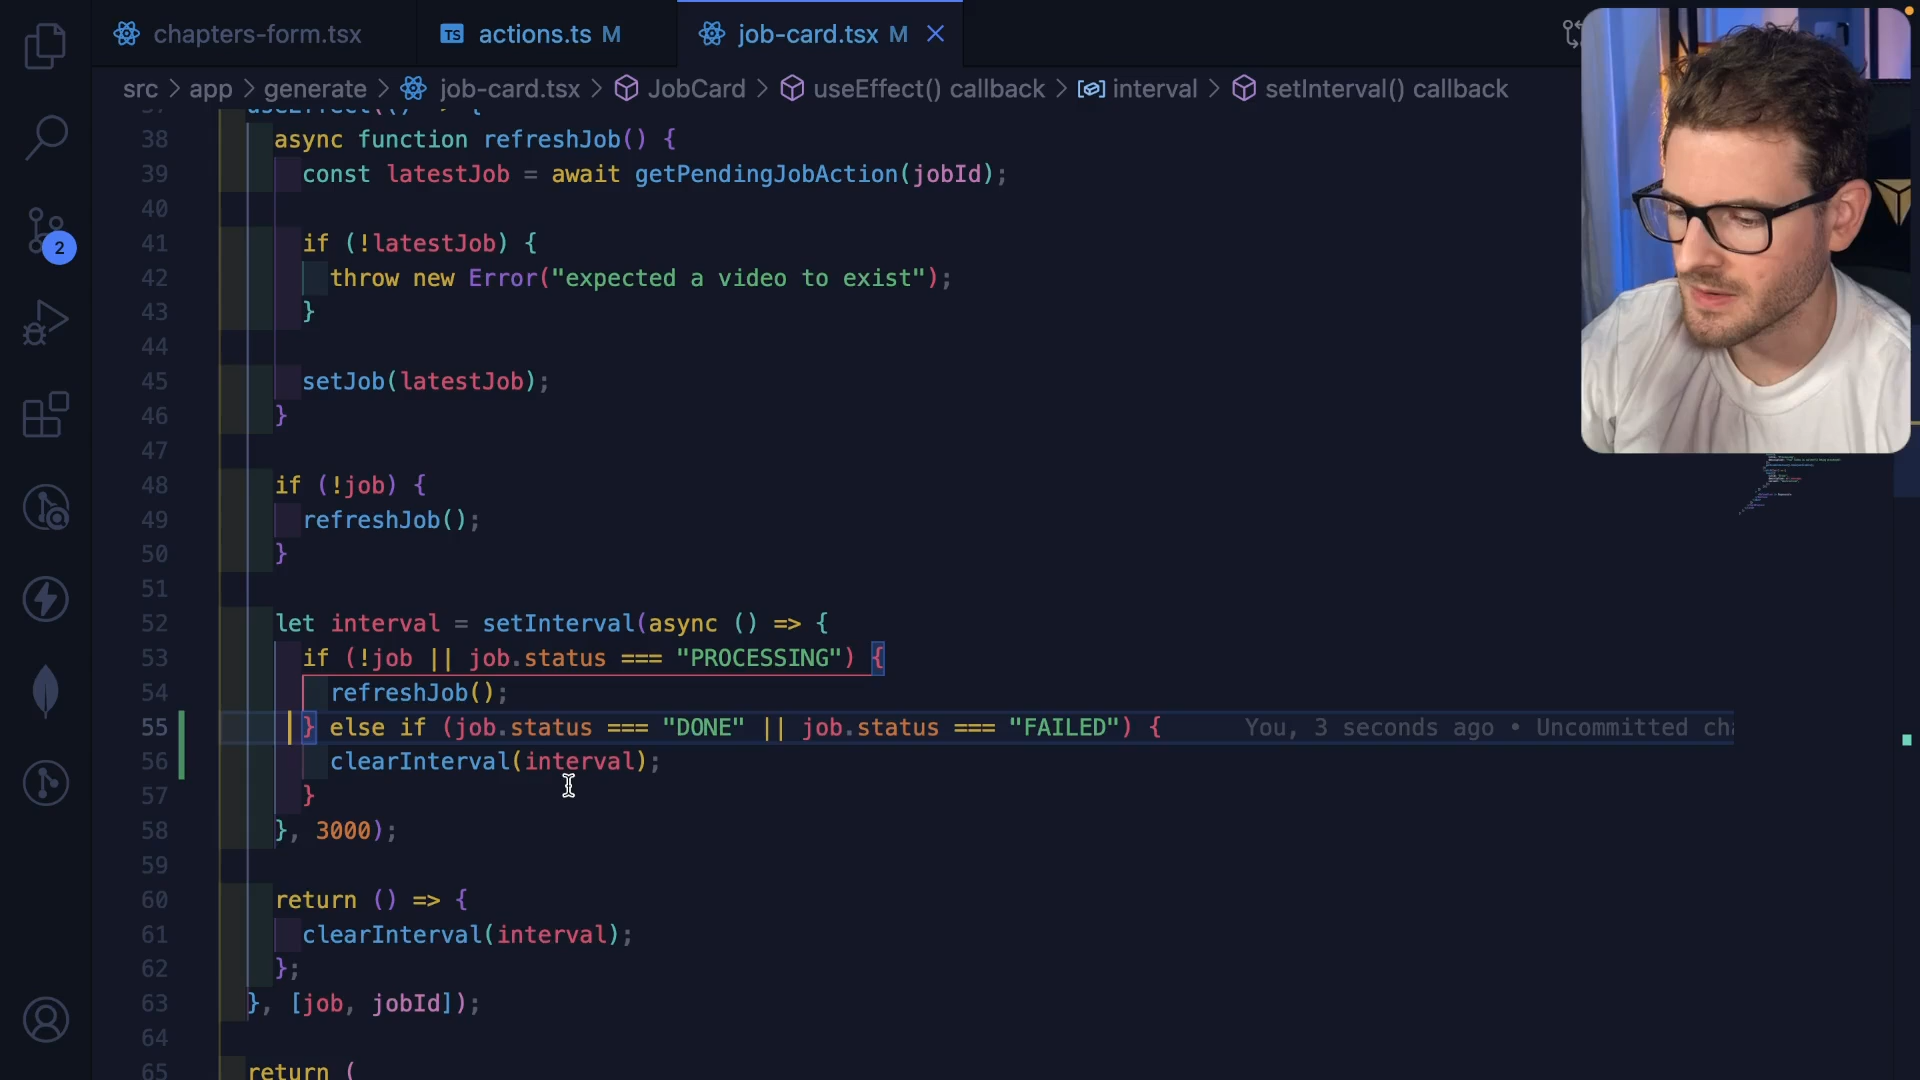 chapters-form.tsx
TS actions.ts M
job-card.tsx M
src > app > generate > job-card.tsx > JobCard > useEffect() callback > interval > setInterval() callback
38 async function refreshJob() {
39 const latestJob = await getPendingJobAction(jobId);
40
41 if (!latestJob) {
42 throw new Error("expected a video to exist");
43 }
44
45 setJob(latestJob);
46 }
47
48 if (!job) {
49 refreshJob();
50 }
51
52 let interval = setInterval(async () => {
53 if (!job || job.status === "PROCESSING") {
54 refreshJob();
55 } else if (job.status === "DONE" || job.status === "FAILED") { You, 3 seconds ago • Uncommitted cha
56 clearInterval(interval);
57 }
58 }, 3000);
59
60 return () => {
61 clearInterval(interval);
62 };
63 }, [job, jobId]);
64
65 return (
2